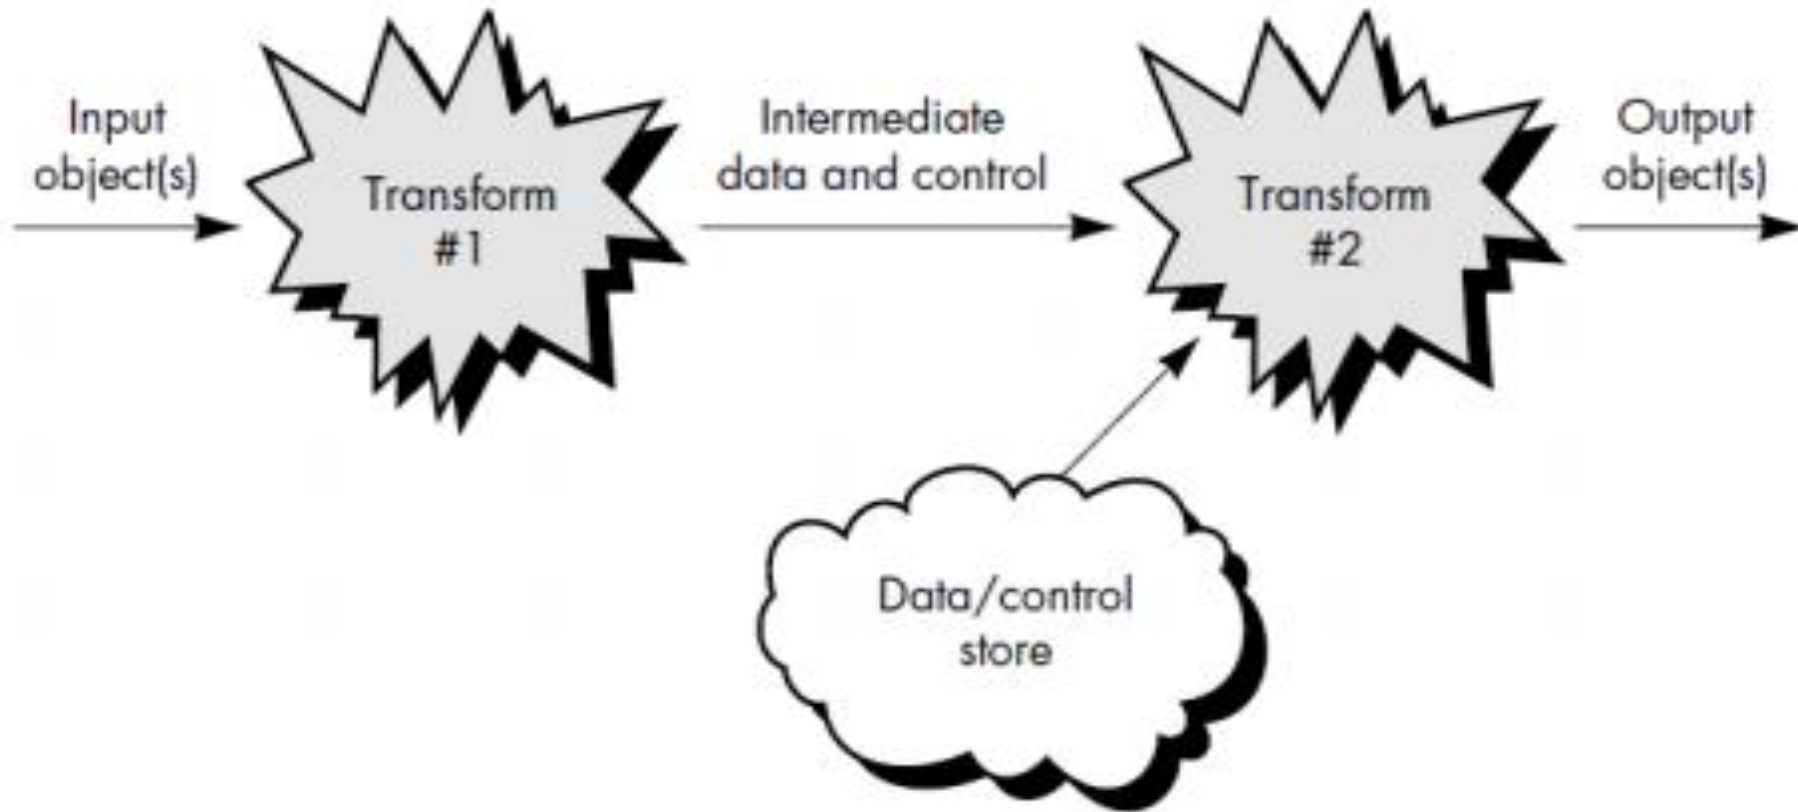 Input
object(s)
Transform
#1
Intermediate
data and control
Transform
#2
Output
object(s)
Data/control
store